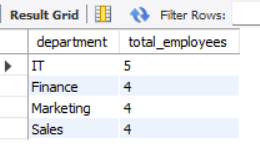 Result Grid Filter Rows:
department total_employees
IT 5
Finance 4
Marketing 4
Sales 4